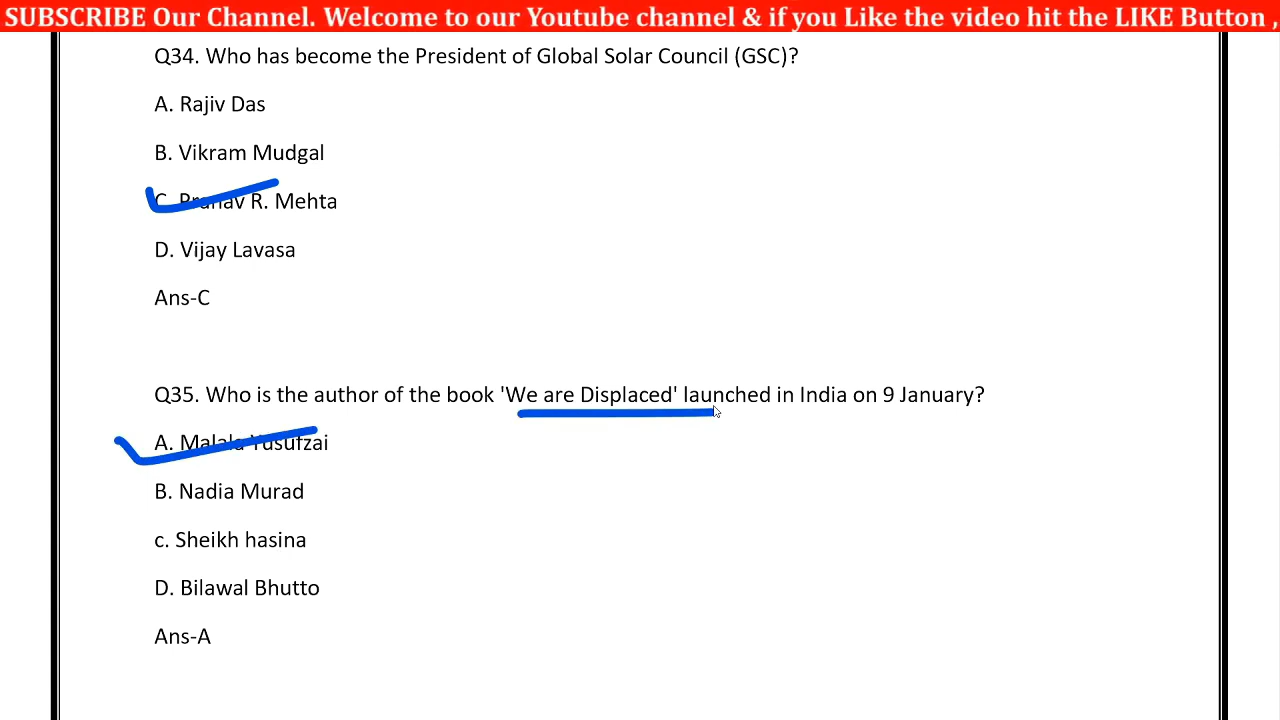 SUBSCRIBE Our Channel. Welcome to our Youtube channel & if you Like the video hit the LIKE Button ,
Q34. Who has become the President of Global Solar Council (GSC)?
A. Rajiv Das
B. Vikram Mudgal
C. Pranav R. Mehta
D. Vijay Lavasa
Ans-C
Q35. Who is the author of the book 'We are Displaced' launched in India on 9 January?
A. Malala Yusufzai
B. Nadia Murad
c. Sheikh hasina
D. Bilawal Bhutto
Ans-A